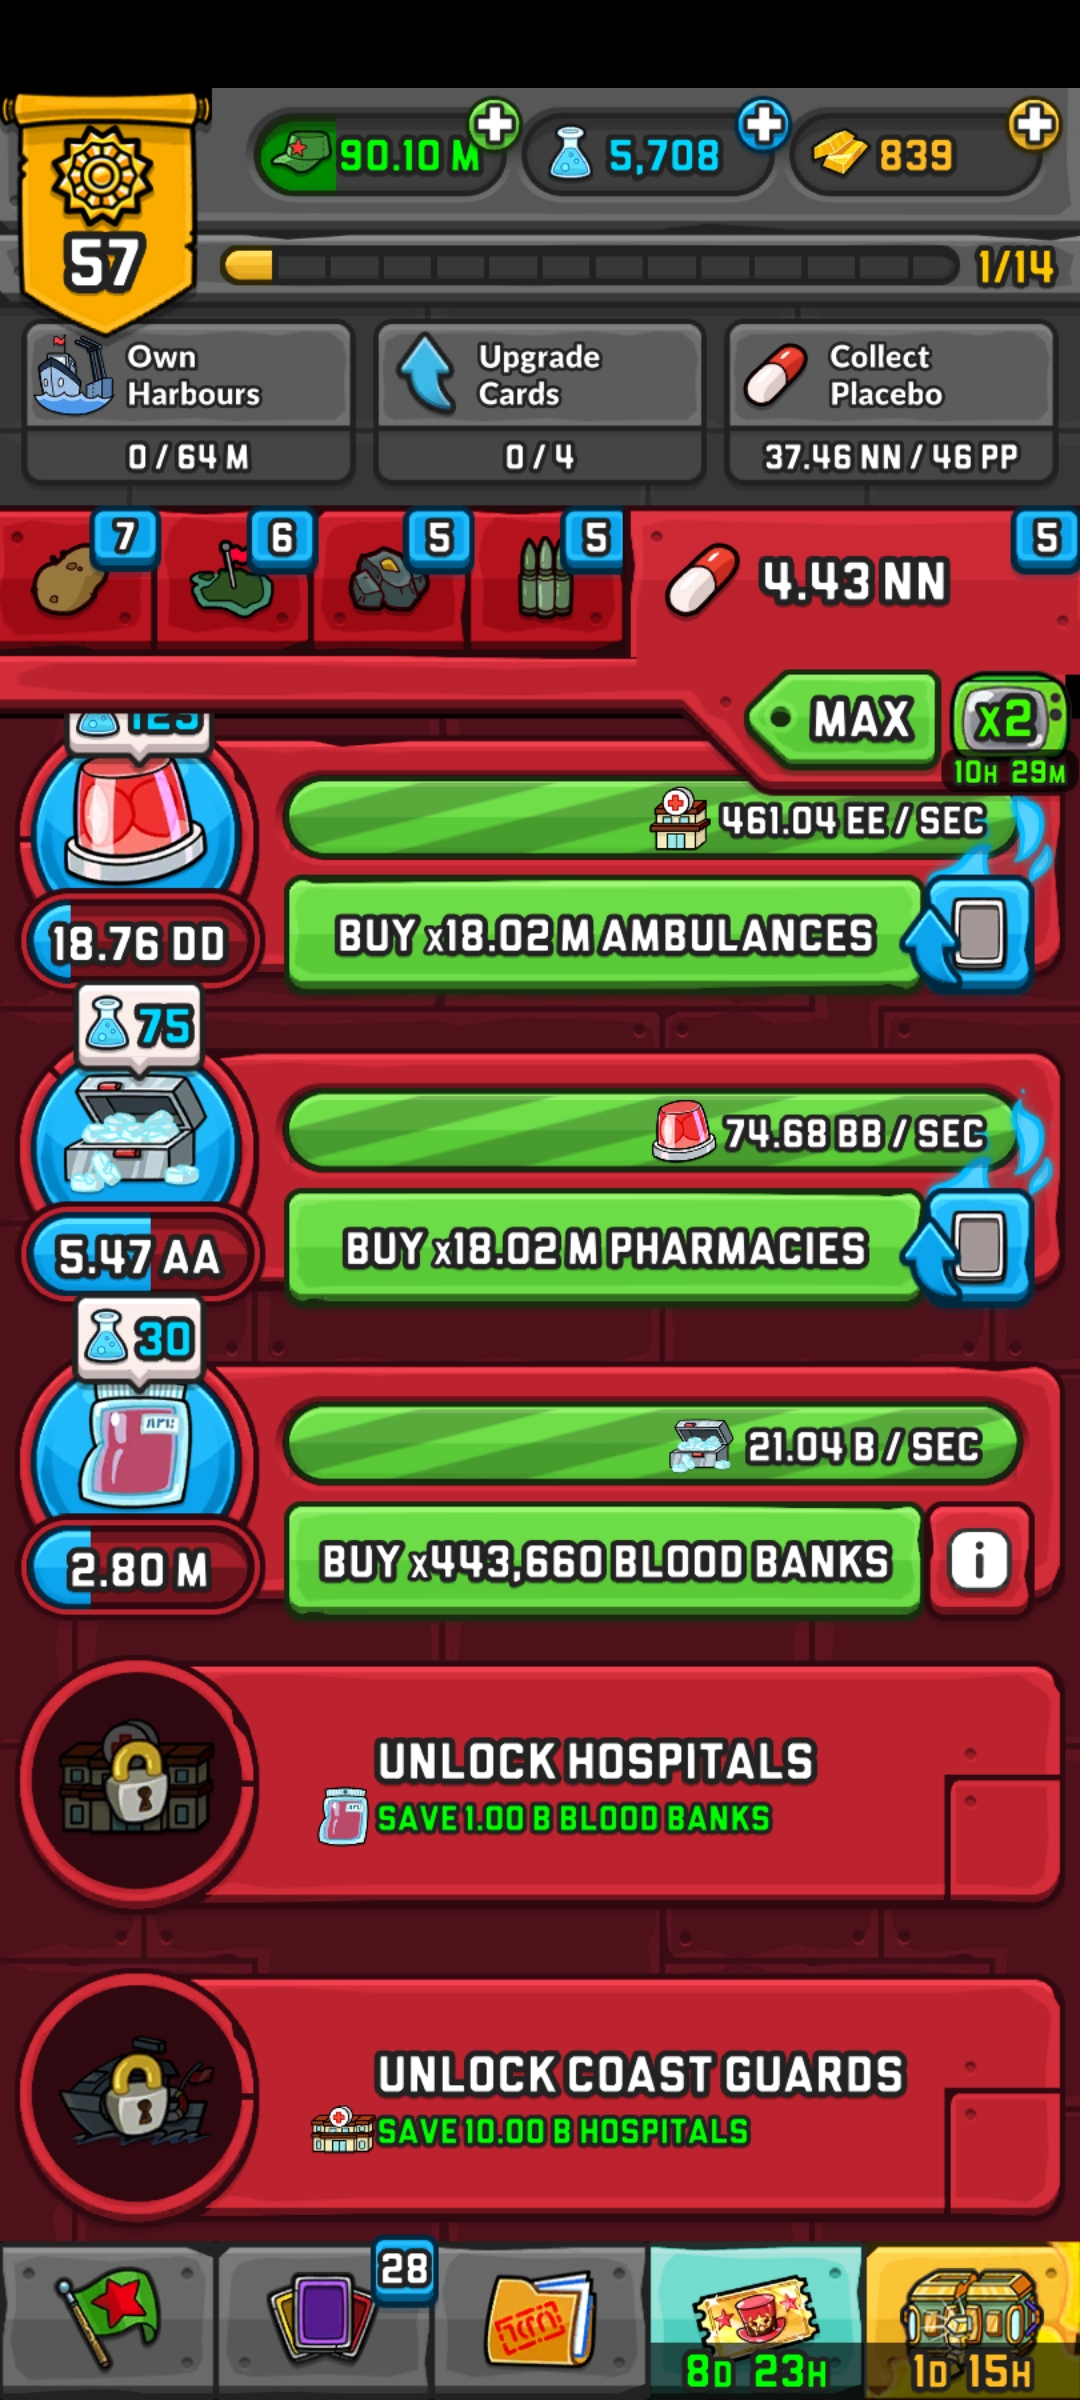 57
90.10 M
5,708
839
1/14
Own
Harbours
0 / 64 M
Upgrade
Cards
0 / 4
Collect
Placebo
37.46 NN / 46 PP
7
6
5
5
4.43 NN
5
MAX
x2
10H 29M
125
461.04 EE / SEC
18.76 DD
BUY x18.02 M AMBULANCES
75
74.68 BB / SEC
5.47 AA
BUY x18.02 M PHARMACIES
30
21.04 B / SEC
2.80 M
BUY x443,660 BLOOD BANKS
i
UNLOCK HOSPITALS
SAVE 1.00 B BLOOD BANKS
UNLOCK COAST GUARDS
SAVE 10.00 B HOSPITALS
28
8D 23H
1D 15H